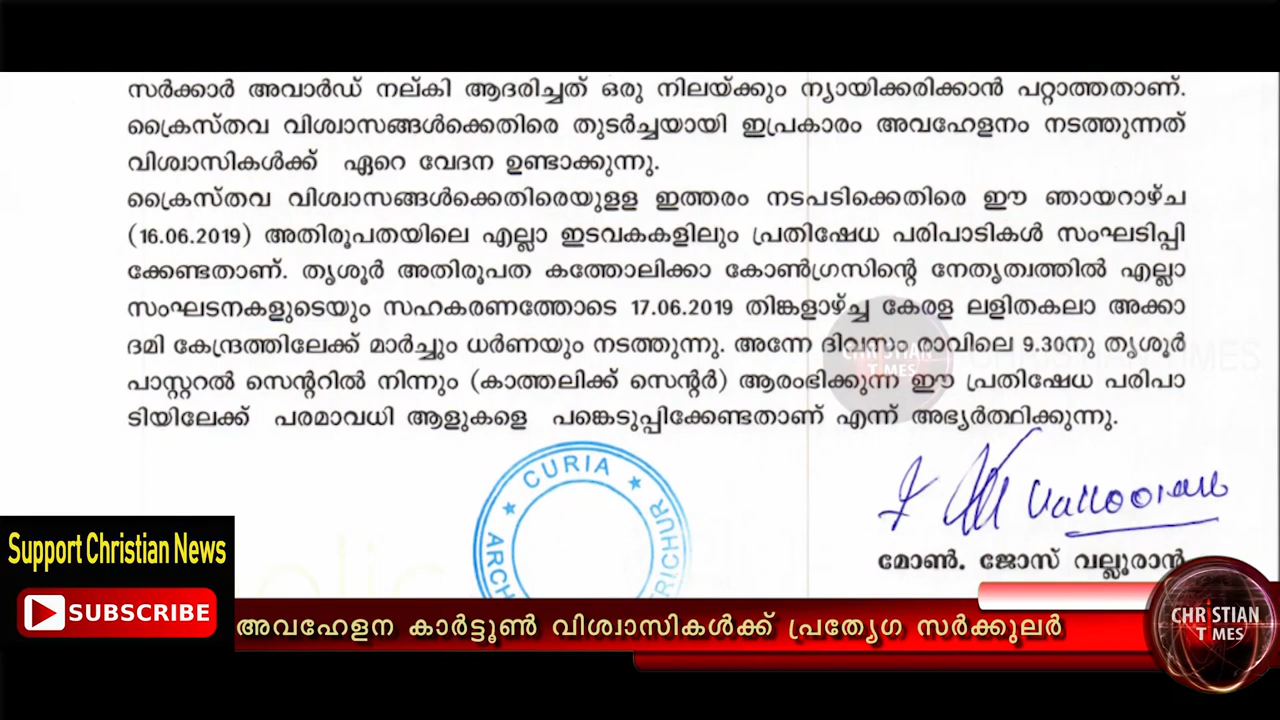 സർക്കാർ അവാർഡ് നല്കി ആദരിച്ചത് ഒരു നിലയ്ക്കും ന്യായിക്കരിക്കാൻ പറ്റാത്തതാണ്.
ക്രൈസ്തവ വിശ്വാസങ്ങൾക്കെതിരെ തുടർച്ചയായി ഇപ്രകാരം അവഹേളനം നടത്തുന്നത്
വിശ്വാസികൾക്ക് ഏറെ വേദന ഉണ്ടാക്കുന്നു.
ക്രൈസ്തവ വിശ്വാസങ്ങൾക്കെതിരെയുളള ഇത്തരം നടപടിക്കെതിരെ ഈ ഞായറാഴ്ച
(16.06.2019) അതിരൂപതയിലെ എല്ലാ ഇടവകകളിലും പ്രതിഷേധ പരിപാടികൾ സംഘടിപ്പി
ക്കേണ്ടതാണ്. തൃശൂർ അതിരൂപത കത്തോലിക്കാ കോൺഗ്രസിന്റെ നേതൃത്വത്തിൽ എല്ലാ
സംഘടനകളുടെയും സഹകരണത്തോടെ 17.06.2019 തിങ്കളാഴ്ച്ച കേരള ലളിതകലാ അക്കാ
ദമി കേന്ദ്രത്തിലേക്ക് മാർച്ചും ധർണയും നടത്തുന്നു. അന്നേ ദിവസം രാവിലെ 9.30നു തൃശൂർ
പാസ്റ്ററൽ സെന്ററിൽ നിന്നും (കാത്തലിക്ക് സെന്റർ) ആരംഭിക്കുന്ന ഈ പ്രതിഷേധ പരിപാ
ടിയിലേക്ക് പരമാവധി ആളുകളെ പങ്കെടുപ്പിക്കേണ്ടതാണ് എന്ന് അഭ്യർത്ഥിക്കുന്നു.
CHRISTIAN TIMES
CHRISTIAN TIMES
CURIA
മോൺ. ജോസ് വല്ലൂരാൻ
Support Christian News
SUBSCRIBE
അവഹേളന കാർട്ടൂൺ വിശ്വാസികൾക്ക് പ്രത്യേഗ സർക്കുലർ
CHRISTIAN
TIMES